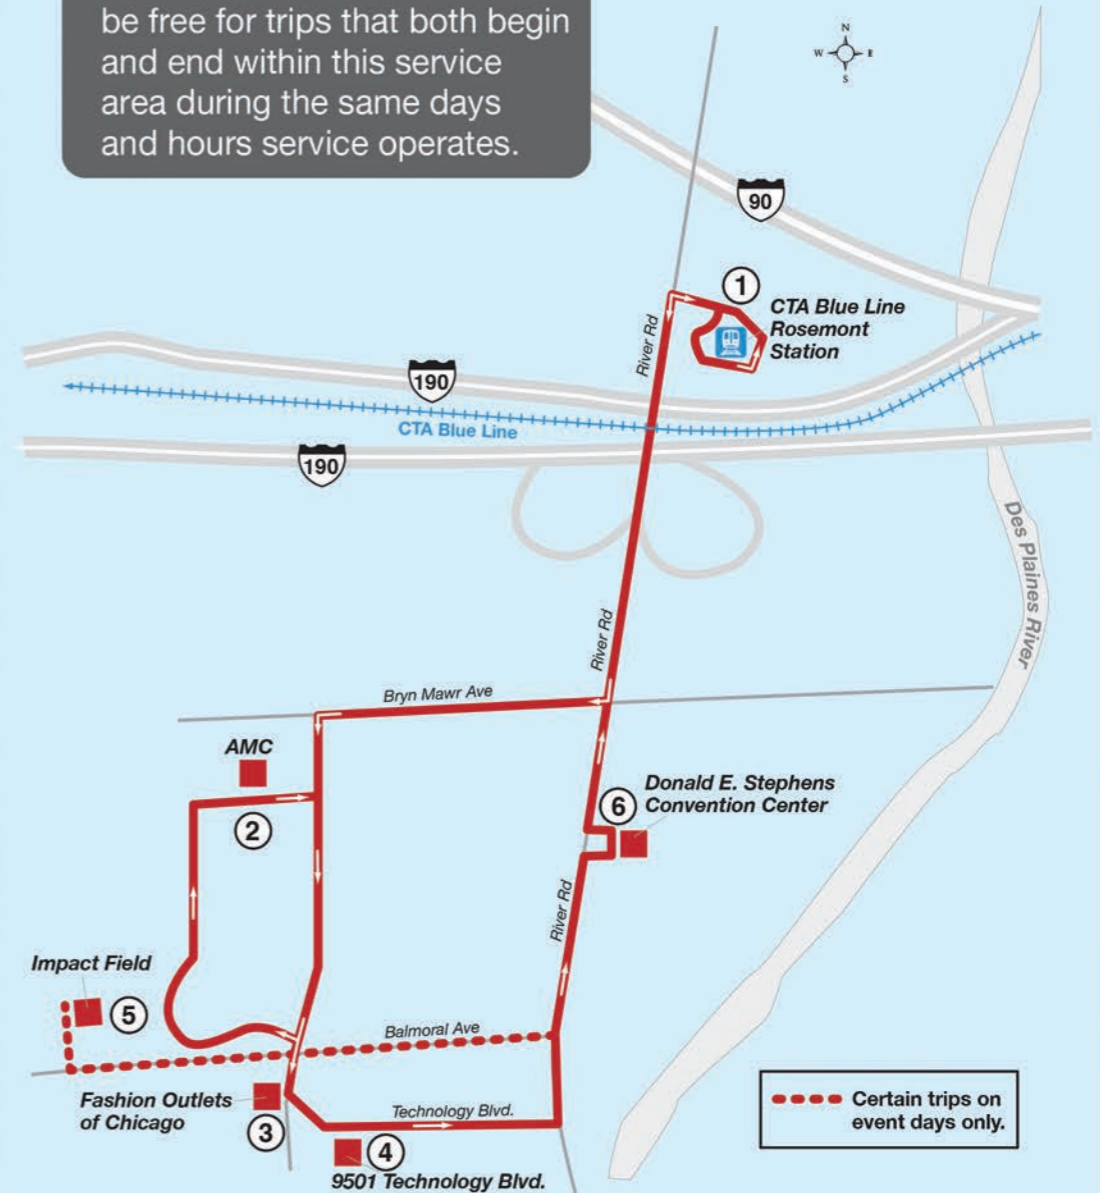 be free for trips that both begin
and end within this service
area during the same days
and hours service operates.
N
W
E
S
90
1
CTA Blue Line
Rosemont
Station
River Rd
190
CTA Blue Line
190
Des Plaines River
River Rd
Bryn Mawr Ave
AMC
2
6
Donald E. Stephens
Convention Center
River Rd
Impact Field
5
Balmoral Ave
Fashion Outlets
of Chicago
3
Technology Blvd.
4
9501 Technology Blvd.
Certain trips on
event days only.